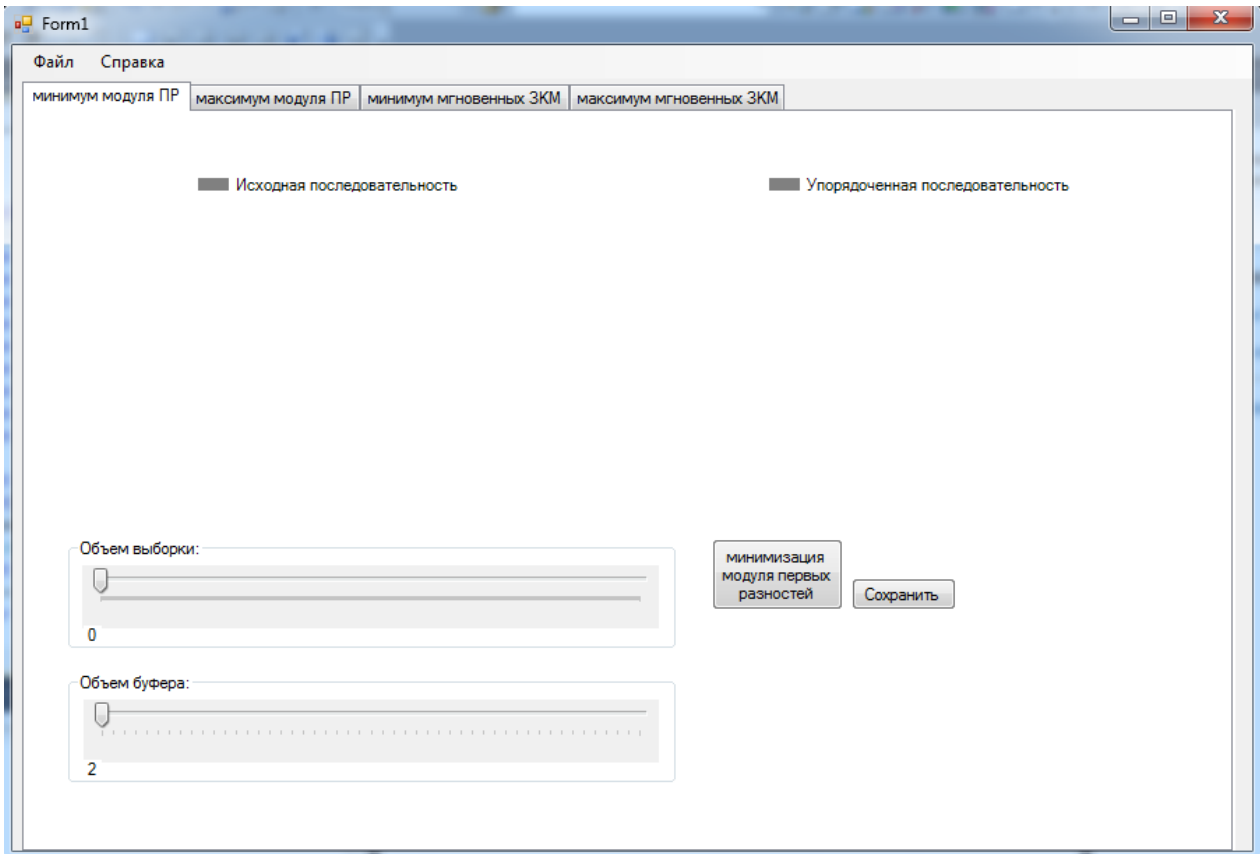 Form1
Файл Справка
минимум модуля ПР максимум модуля ПР минимум мгновенных ЗКМ максимум мгновенных ЗКМ
Исходная последовательность Упорядоченная последовательность
Объем выборки:
0
минимизация
модуля первых
разностей
Сохранить
Объем буфера:
2